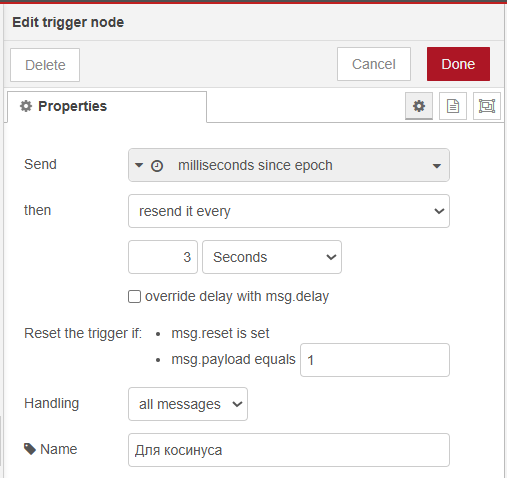 Edit trigger node
Delete
Cancel
Done
Properties
Send
milliseconds since epoch
then
resend it every
3
Seconds
override delay with msg.delay
Reset the trigger if:
• msg.reset is set
• msg.payload equals
1
Handling
all messages
Name
Для косинуса